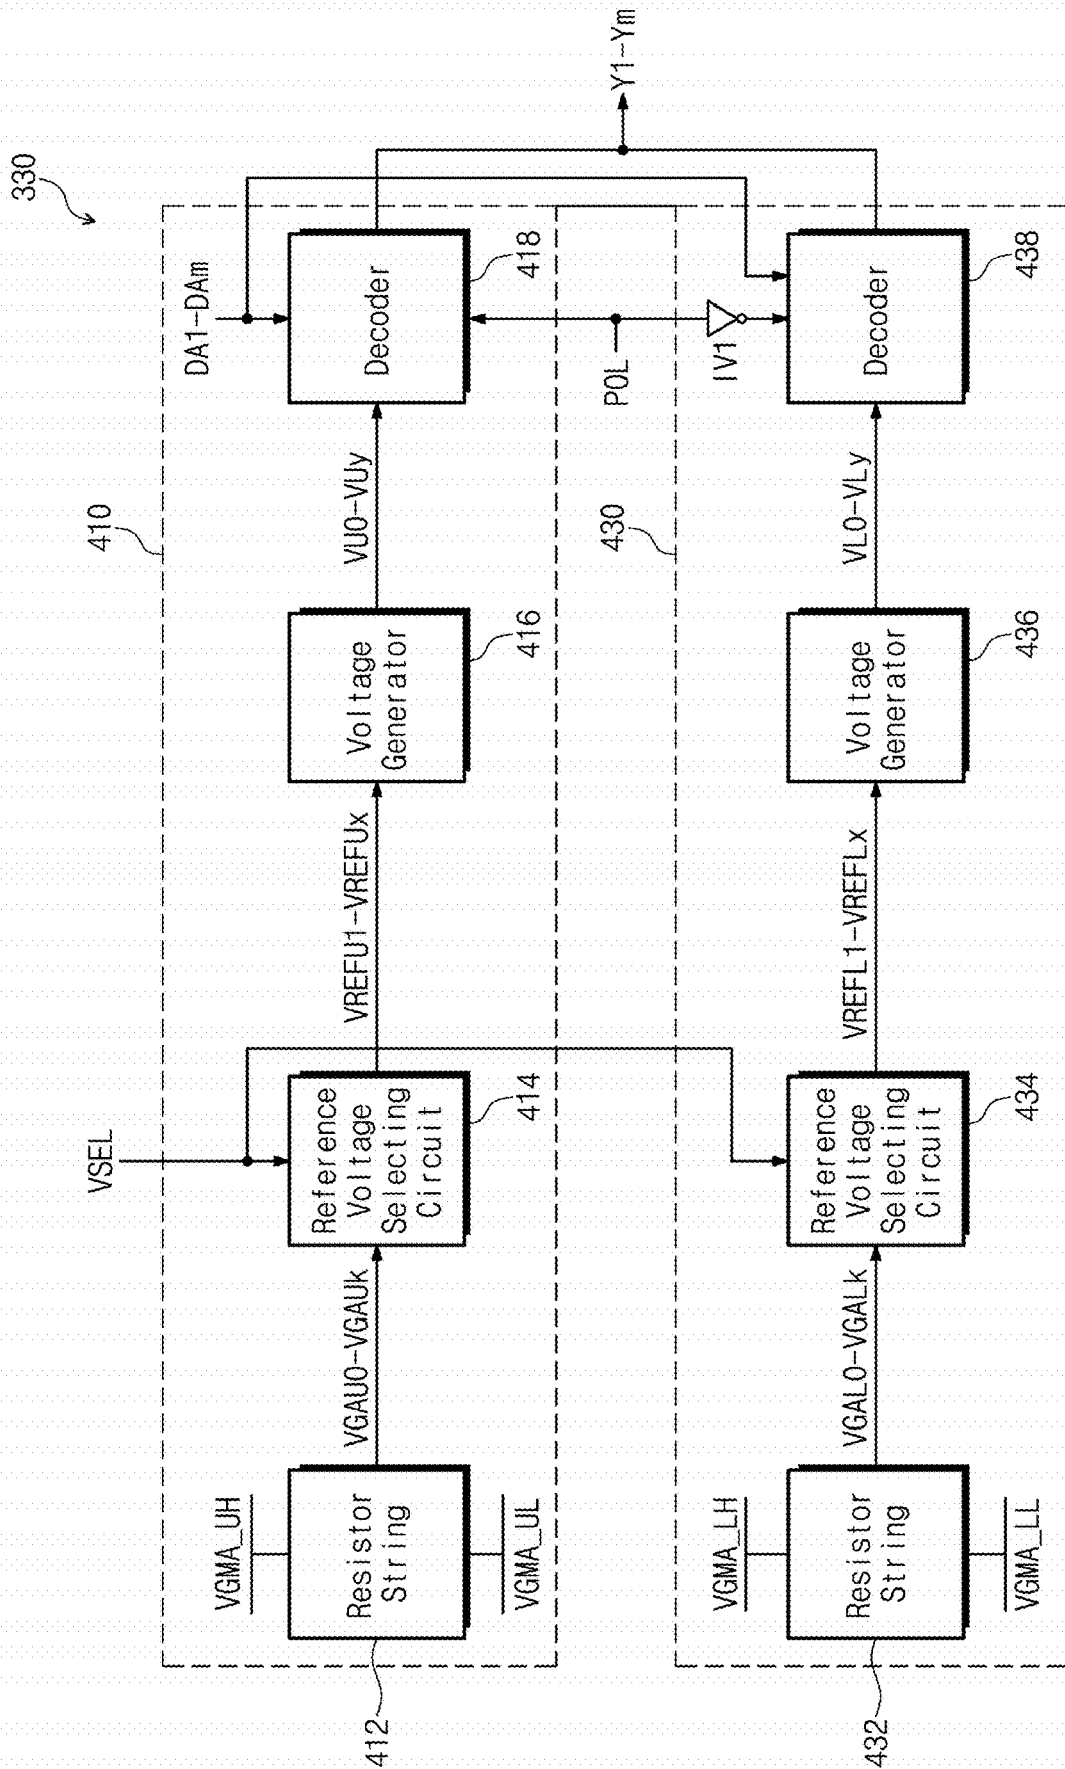 330
410
VSEL
DA1-DAm
VGMA_UH
Resistor
String
VGMA_UL
412
VGAU0-VGAUk
Reference
Voltage
Selecting
Circuit
414
VREFU1-VREFUx
Voltage
Generator
416
VU0-VUy
Decoder
418
Y1-Ym
POL
IV1
430
VGMA_LH
Resistor
String
VGMA_LL
432
VGAL0-VGALk
Reference
Voltage
Selecting
Circuit
434
VREFL1-VREFLx
Voltage
Generator
436
VL0-VLy
Decoder
438